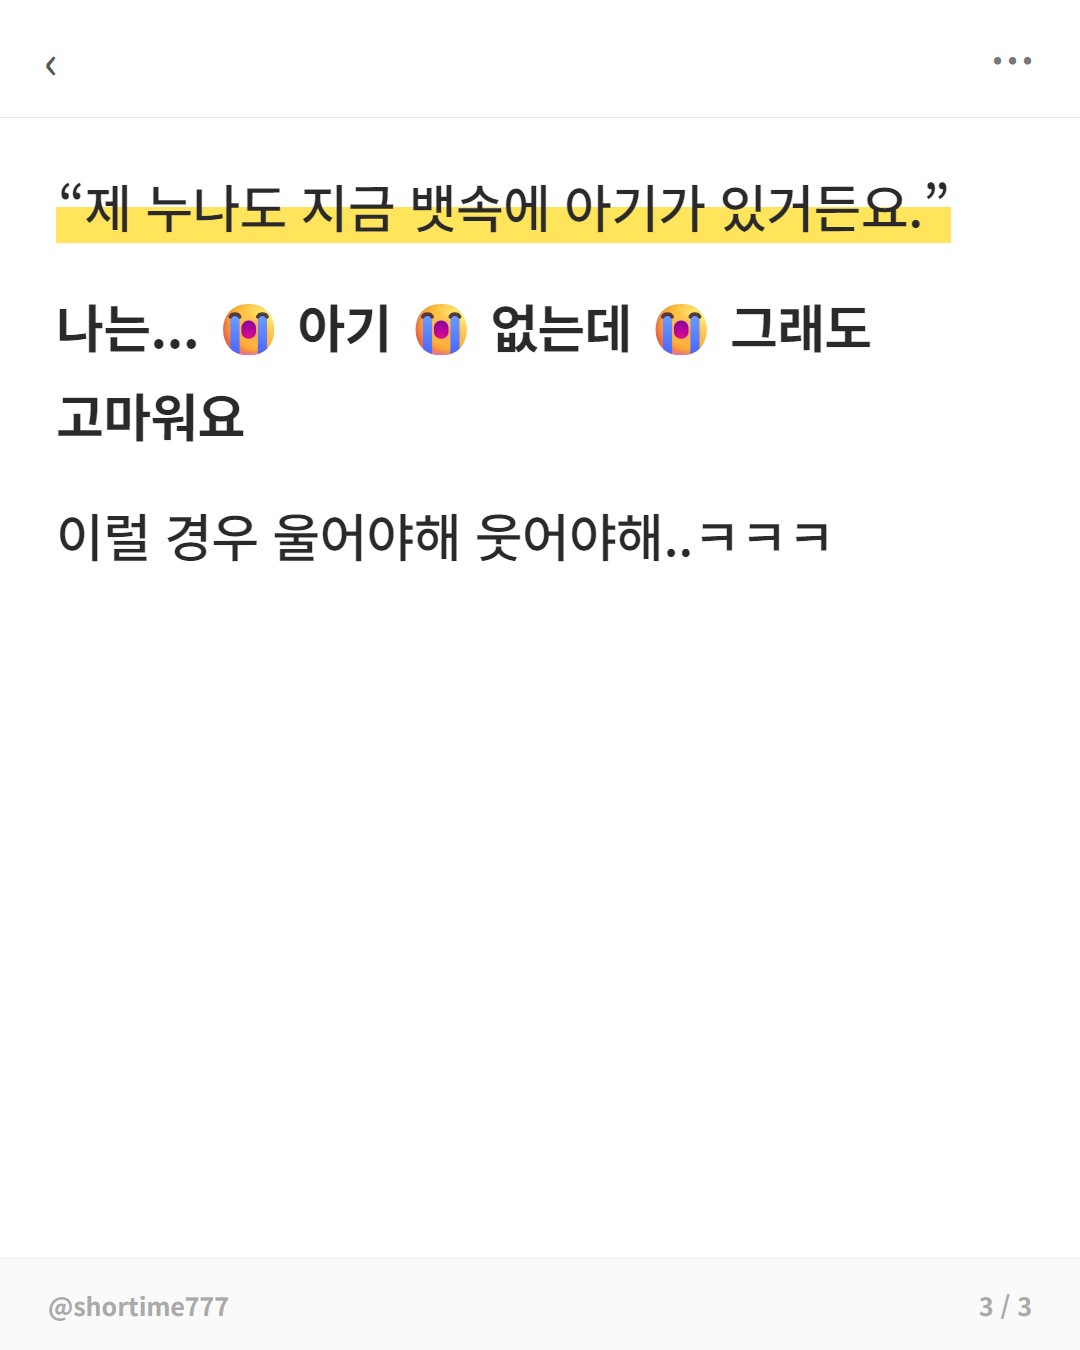 “제 누나도 지금 뱃속에 아기가 있거든요.”
나는... 😭 아기 😭 없는데 😭 그래도
고마워요
이럴 경우 울어야해 웃어야해..ㅋㅋㅋ
@shortime777
3 / 3